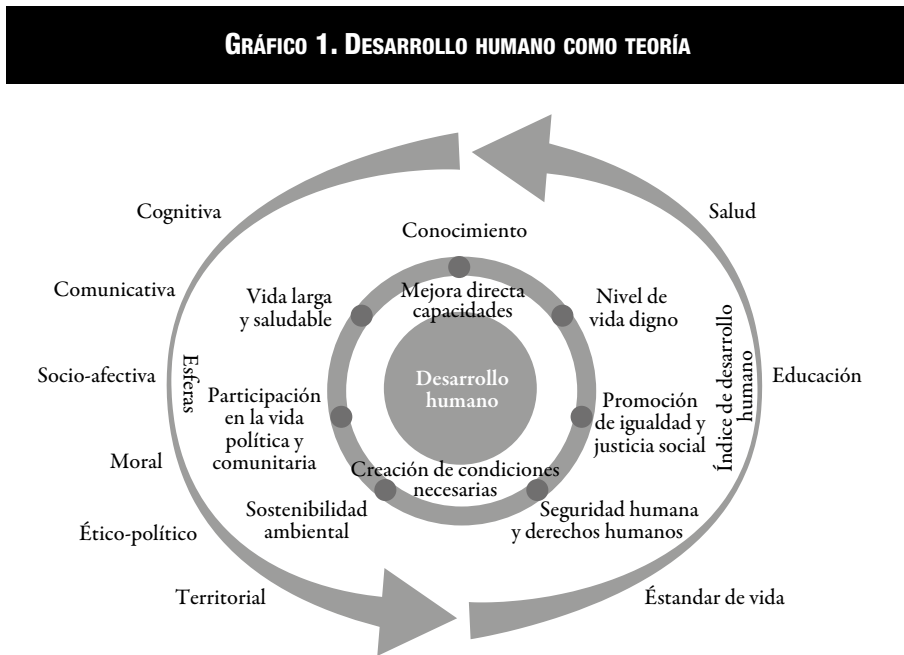 GRÁFICO 1. DESARROLLO HUMANO COMO TEORÍA
Cognitiva
Salud
Conocimiento
Comunicativa
Vida larga
y saludable
Mejora directa
capacidades
Nivel de
vida digno
Socio-afectiva
Esferas
Desarrollo
humano
Índice de desarrollo
humano
Educación
Participación
en la vida
política y
comunitaria
Promoción
de igualdad y
justicia social
Moral
Creación de condiciones
necesarias
Sostenibilidad
ambiental
Seguridad humana
y derechos humanos
Ético-político
Territorial
Éstandar de vida